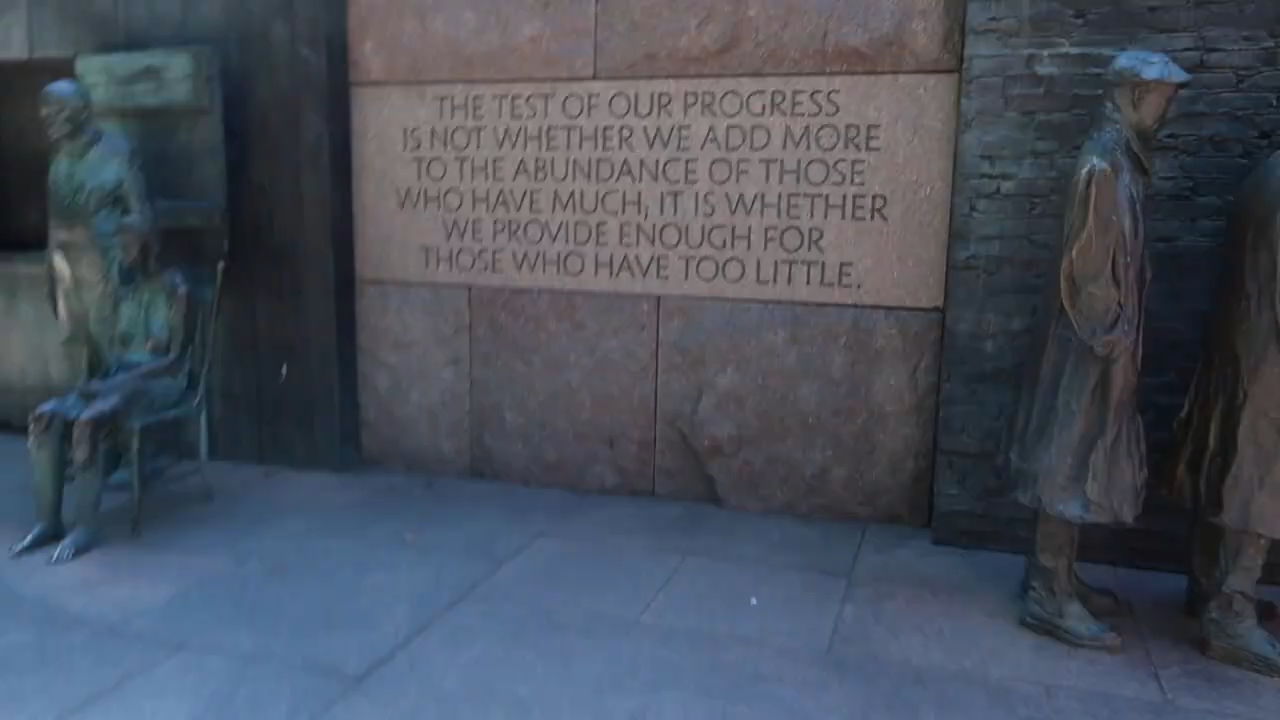 THE TEST OF OUR PROGRESS
IS NOT WHETHER WE ADD MORE
TO THE ABUNDANCE OF THOSE
WHO HAVE MUCH, IT IS WHETHER
WE PROVIDE ENOUGH FOR
THOSE WHO HAVE TOO LITTLE.